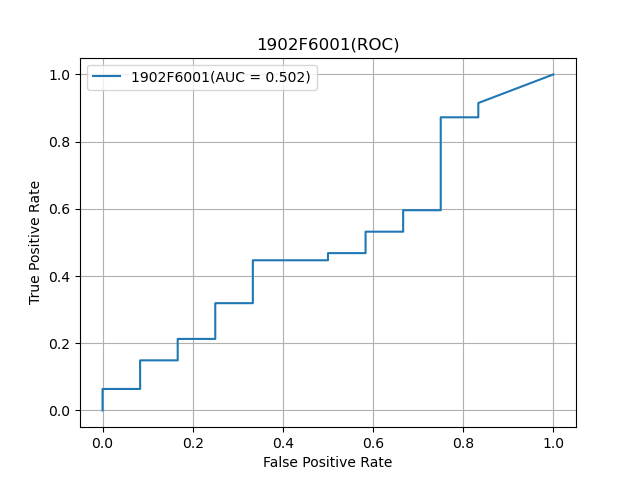 1902F6001(ROC)
1902F6001(AUC = 0.502)
True Positive Rate
1.0
0.8
0.6
0.4
0.2
0.0
0.0 0.2 0.4 0.6 0.8 1.0
False Positive Rate